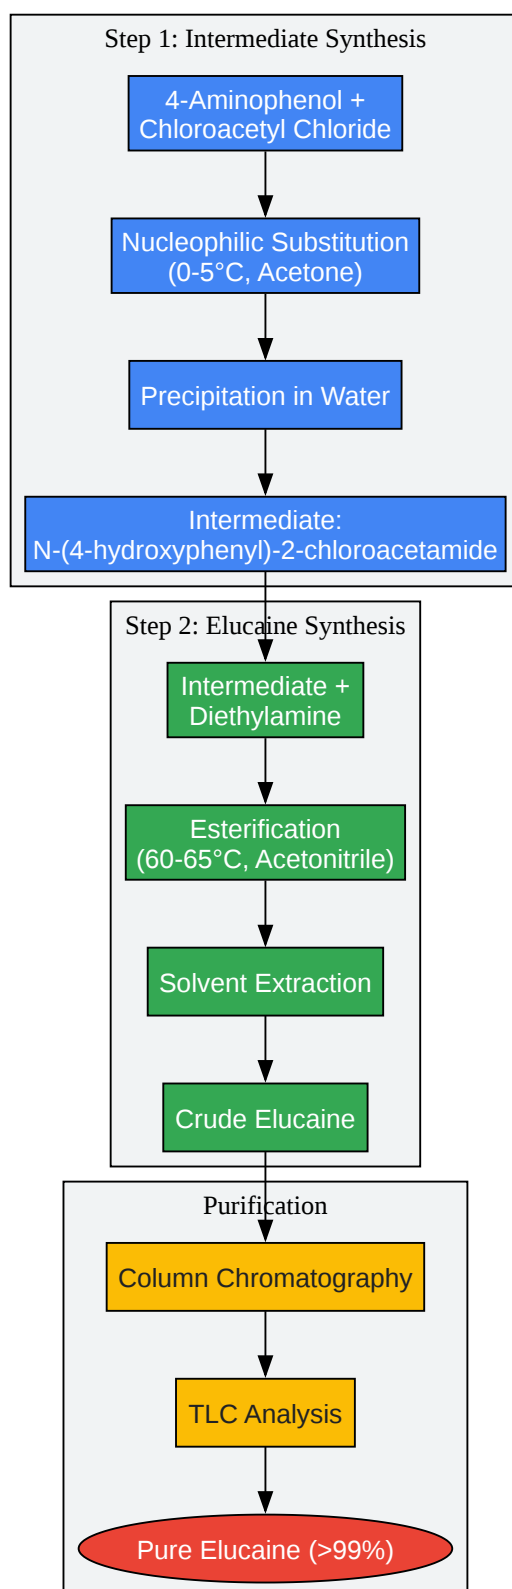 Step 1: Intermediate Synthesis
4-Aminophenol +
Chloroacetyl Chloride
Nucleophilic Substitution
(0-5°C, Acetone)
Precipitation in Water
Intermediate:
N-(4-hydroxyphenyl)-2-chloroacetamide
Step 2: Elucaine Synthesis
Intermediate +
Diethylamine
Esterification
(60-65°C, Acetonitrile)
Solvent Extraction
Crude Elucaine
Purification
Column Chromatography
TLC Analysis
Pure Elucaine (>99%)